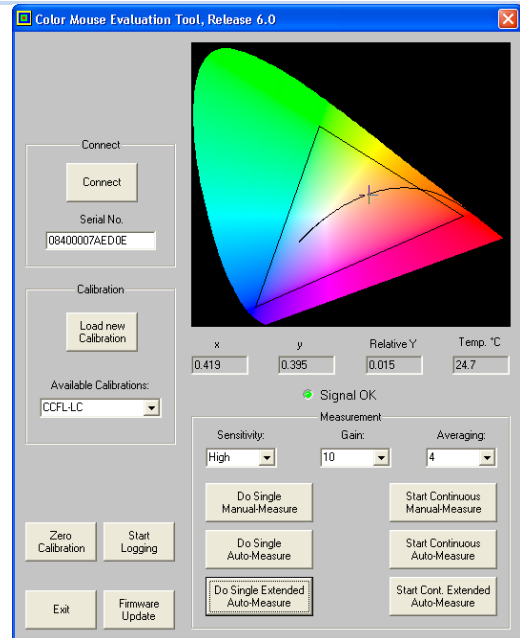 Color Mouse Evaluation Tool, Release 6.0
Connect
Connect
Serial No.
08400007AED0E
Calibration
Load new
Calibration
Available Calibrations:
CCFL-LC
Zero
Calibration
Start
Logging
Exit
Firmware
Update
x
y
Relative Y
Temp. °C
0.419
0.395
0.015
24.7
Signal OK
Measurement
Sensitivity:
Gain:
Averaging:
High
10
4
Do Single
Manual-Measure
Start Continuous
Manual-Measure
Do Single
Auto-Measure
Start Continuous
Auto-Measure
Do Single Extended
Auto-Measure
Start Cont. Extended
Auto-Measure